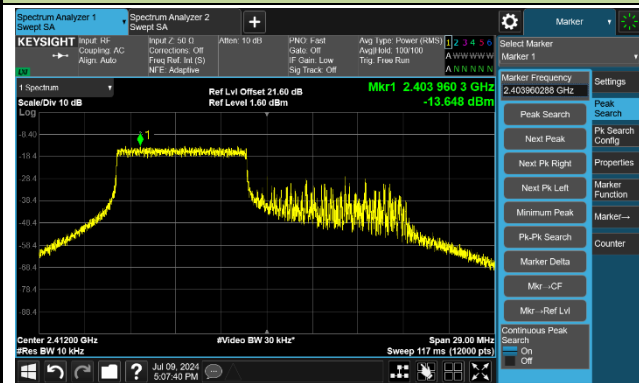 Spectrum Analyzer 1
Swept SA
Spectrum Analyzer 2
Swept SA
+
Marker
KEYSIGHT
Input: RF
Coupling: AC
Align: Auto
Input Z: 50 Ω
Corrections: Off
Freq Ref: Int (S)
NFE: Adaptive
Atten: 10 dB
PNO: Fast
Gate: Off
IF Gain: Low
Sig Track: Off
Avg Type: Power (RMS)
Avg|Hold: 100/100
Trig: Free Run
1 2 3 4 5 6
A W W W W W
A N N N N N
Select Marker
Marker 1
LXI
1 Spectrum
Scale/Div 10 dB
Log
Ref Lvl Offset 21.60 dB
Ref Level 1.60 dBm
Mkr1 2.403 960 3 GHz
-13.648 dBm
1
-8.40
-18.4
-28.4
-38.4
-48.4
-58.4
-68.4
-78.4
-88.4
Center 2.41200 GHz
#Res BW 10 kHz
#Video BW 30 kHz*
Span 29.00 MHz
Sweep 117 ms (12000 pts)
Marker Frequency
2.403960288 GHz
Peak Search
Next Peak
Next Pk Right
Next Pk Left
Minimum Peak
Pk-Pk Search
Marker Delta
Mkr→CF
Mkr→Ref Lvl
Continuous Peak
Search
On
Off
Settings
Peak
Search
Pk Search
Config
Properties
Marker
Function
Marker→
Counter
?
Jul 09, 2024
5:07:40 PM